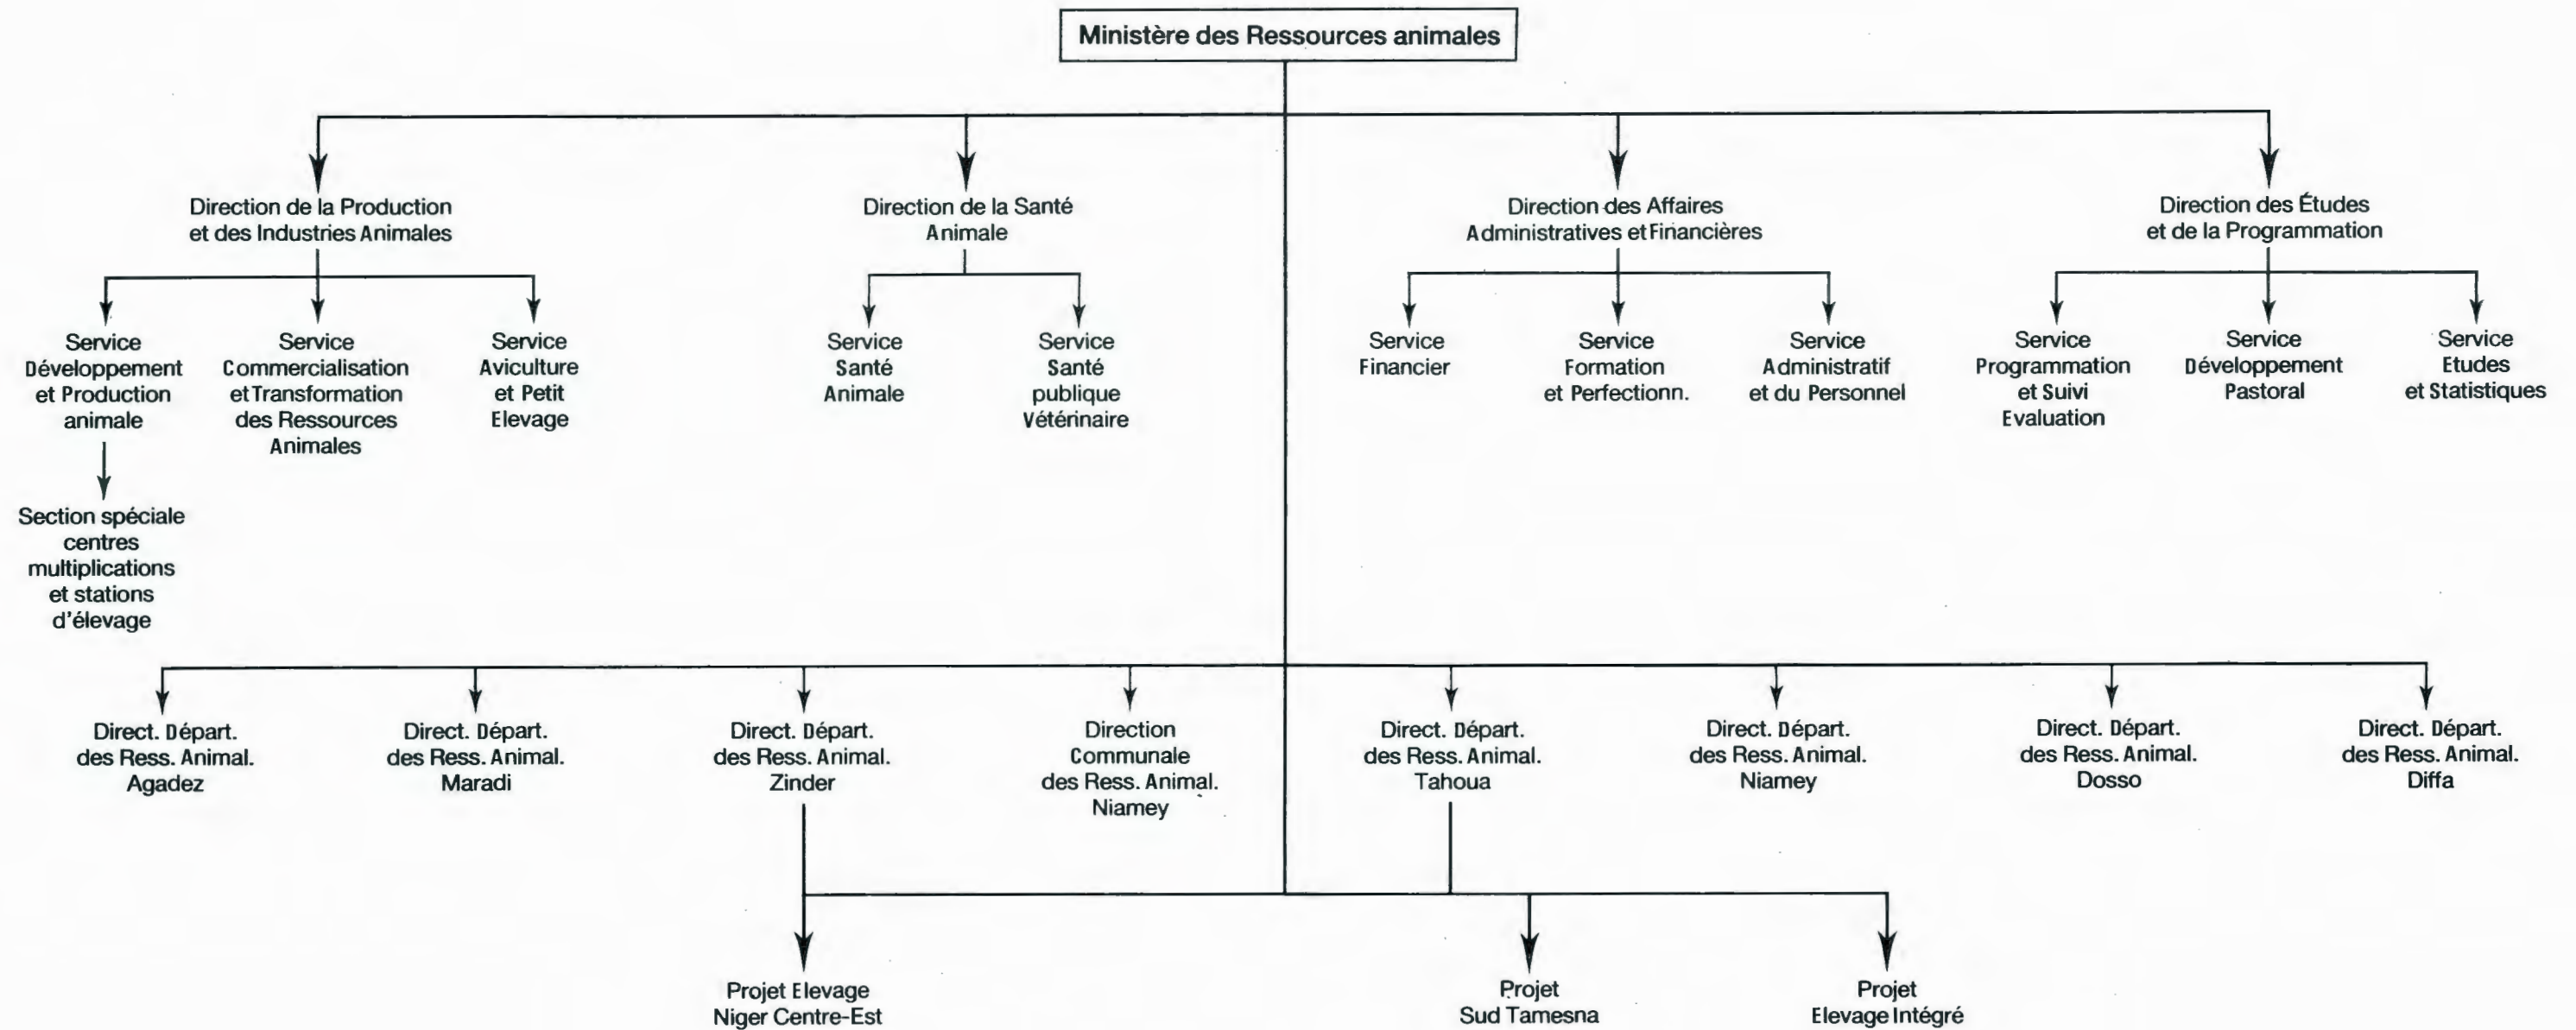 Ministère des Ressources animales
Direction de la Production
et des Industries Animales
Direction de la Santé
Animale
Direction des Affaires
Administratives et Financières
Direction des Études
et de la Programmation
Service
Développement
et Production
animale
Service
Commercialisation
et Transformation
des Ressources
Animales
Service
Aviculture
et Petit
Elevage
Service
Santé
Animale
Service
Santé
publique
Vétérinaire
Service
Financier
Service
Formation
et Perfectionn.
Service
Administratif
et du Personnel
Service
Programmation
et Suivi
Evaluation
Service
Développement
Pastoral
Service
Etudes
et Statistiques
Section spéciale
centres
multiplications
et stations
d'élevage
Direct. Départ.
des Ress. Animal.
Agadez
Direct. Départ.
des Ress. Animal.
Maradi
Direct. Départ.
des Ress. Animal.
Zinder
Direction
Communale
des Ress. Animal.
Niamey
Direct. Départ.
des Ress. Animal.
Tahoua
Direct. Départ.
des Ress. Animal.
Niamey
Direct. Départ.
des Ress. Animal.
Dosso
Direct. Départ.
des Ress. Animal.
Diffa
Projet Elevage
Niger Centre-Est
Projet
Sud Tamesna
Projet
Elevage Intégré